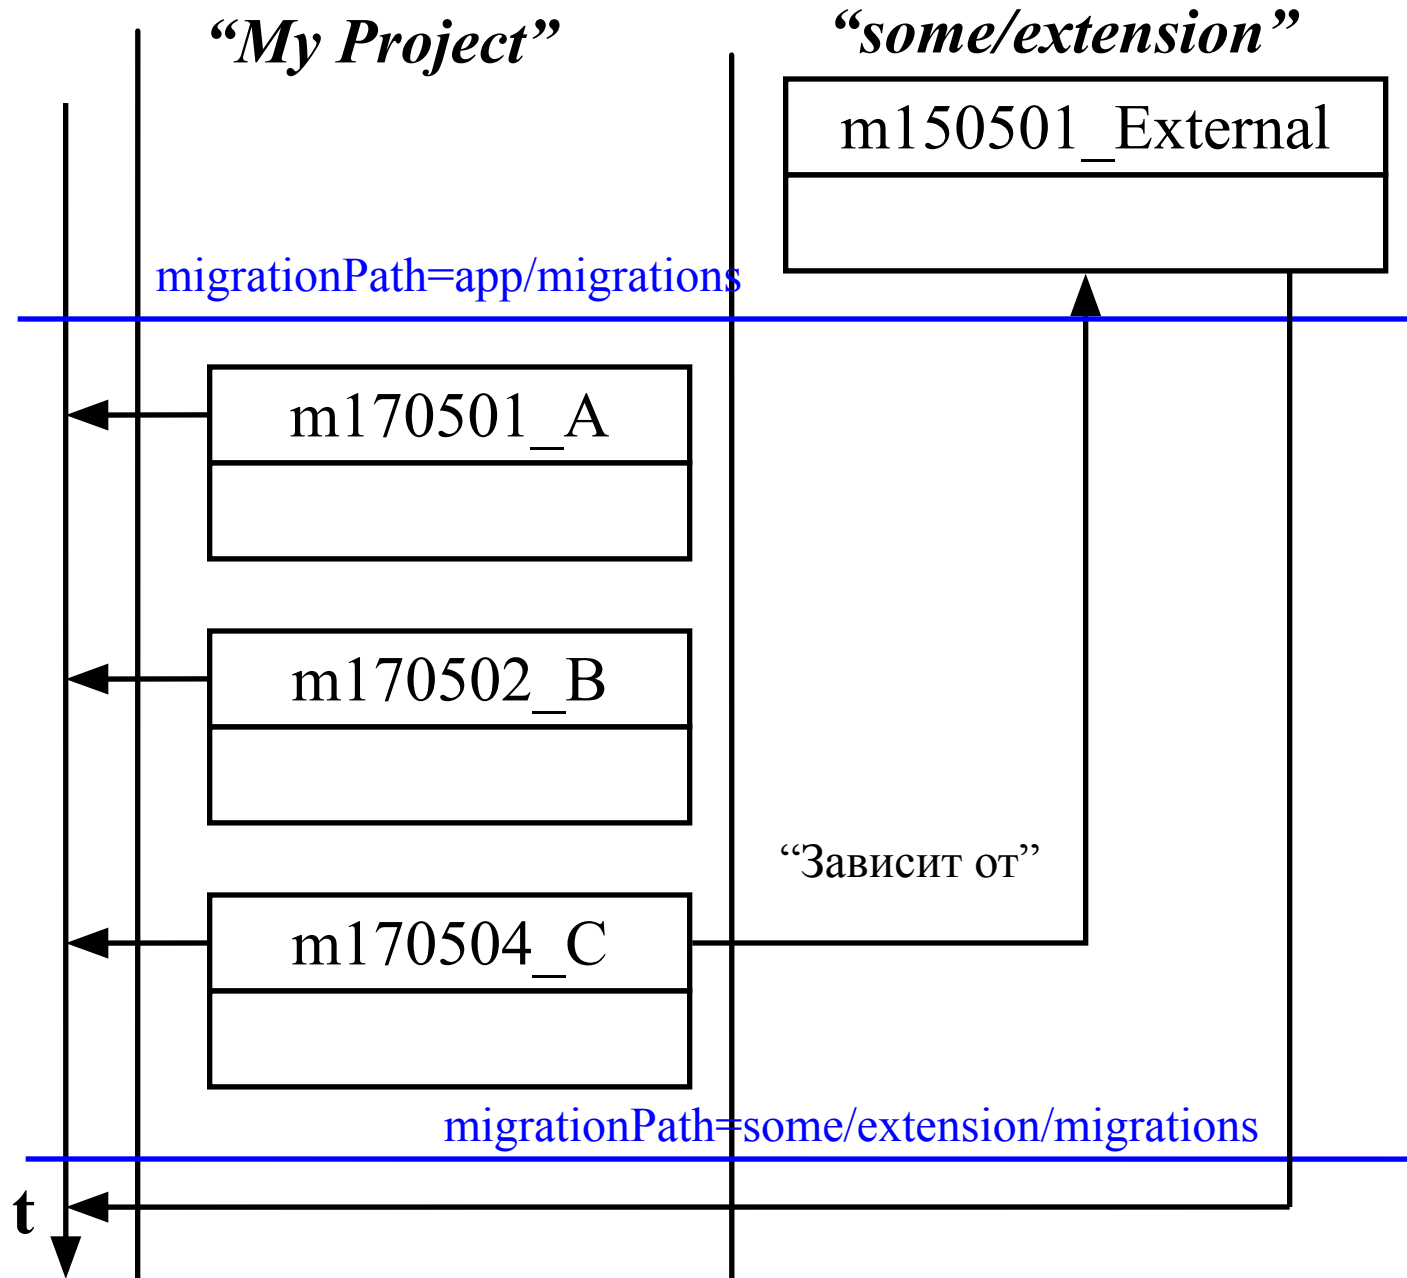 “My Project”
“some/extension”
m150501_External
migrationPath=app/migrations
m170501_A
m170502_B
“Зависит от”
m170504_C
migrationPath=some/extension/migrations
t